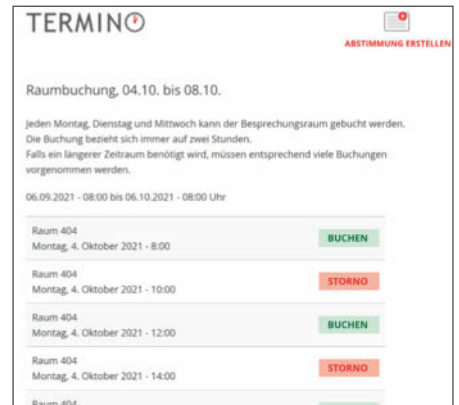 TERMINO
ABSTIMMUNG ERSTELLEN
Raumbuchung, 04.10. bis 08.10.
Jeden Montag, Dienstag und Mittwoch kann der Besprechungsraum gebucht werden.
Die Buchung bezieht sich immer auf zwei Stunden.
Falls ein längerer Zeitraum benötigt wird, müssen entsprechend viele Buchungen
vorgenommen werden.
06.09.2021 - 08:00 bis 06.10.2021 - 08:00 Uhr
Raum 404
Montag, 4. Oktober 2021 - 8:00
BUCHEN
Raum 404
Montag, 4. Oktober 2021 - 10:00
STORNO
Raum 404
Montag, 4. Oktober 2021 - 12:00
BUCHEN
Raum 404
Montag, 4. Oktober 2021 - 14:00
STORNO
Raum 404